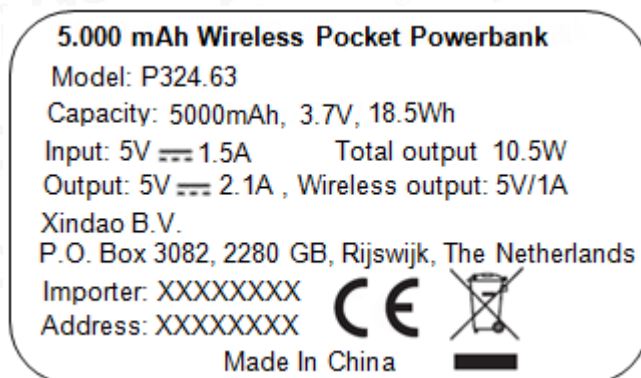 5.000 mAh Wireless Pocket Powerbank
Model: P324.63
Capacity: 5000mAh, 3.7V, 18.5Wh
Input: 5V ⎓ 1.5A Total output 10.5W
Output: 5V ⎓ 2.1A , Wireless output: 5V/1A
Xindao B.V.
P.O. Box 3082, 2280 GB, Rijswijk, The Netherlands
Importer: XXXXXXXX
Address: XXXXXXXX
CE
Made In China